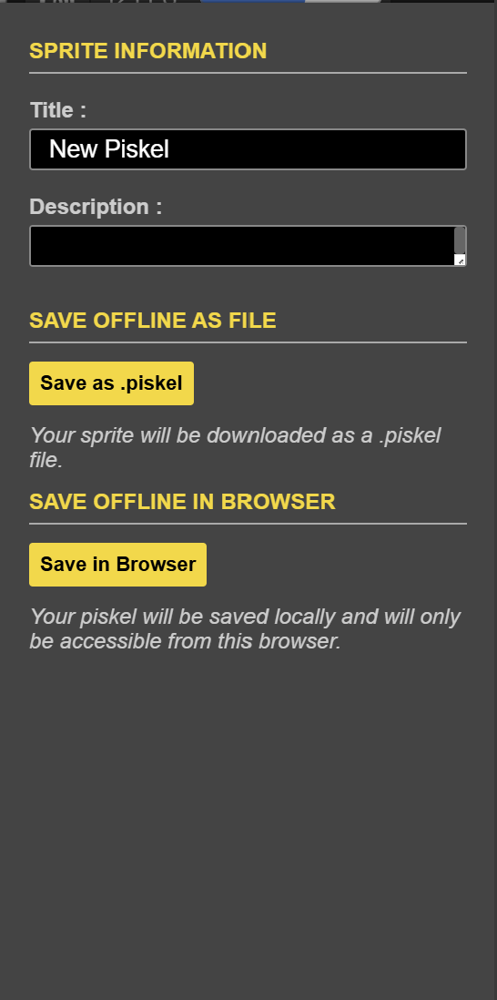 SPRITE INFORMATION
Title :
New Piskel
Description :
SAVE OFFLINE AS FILE
Save as .piskel
Your sprite will be downloaded as a .piskel
file.
SAVE OFFLINE IN BROWSER
Save in Browser
Your piskel will be saved locally and will only
be accessible from this browser.